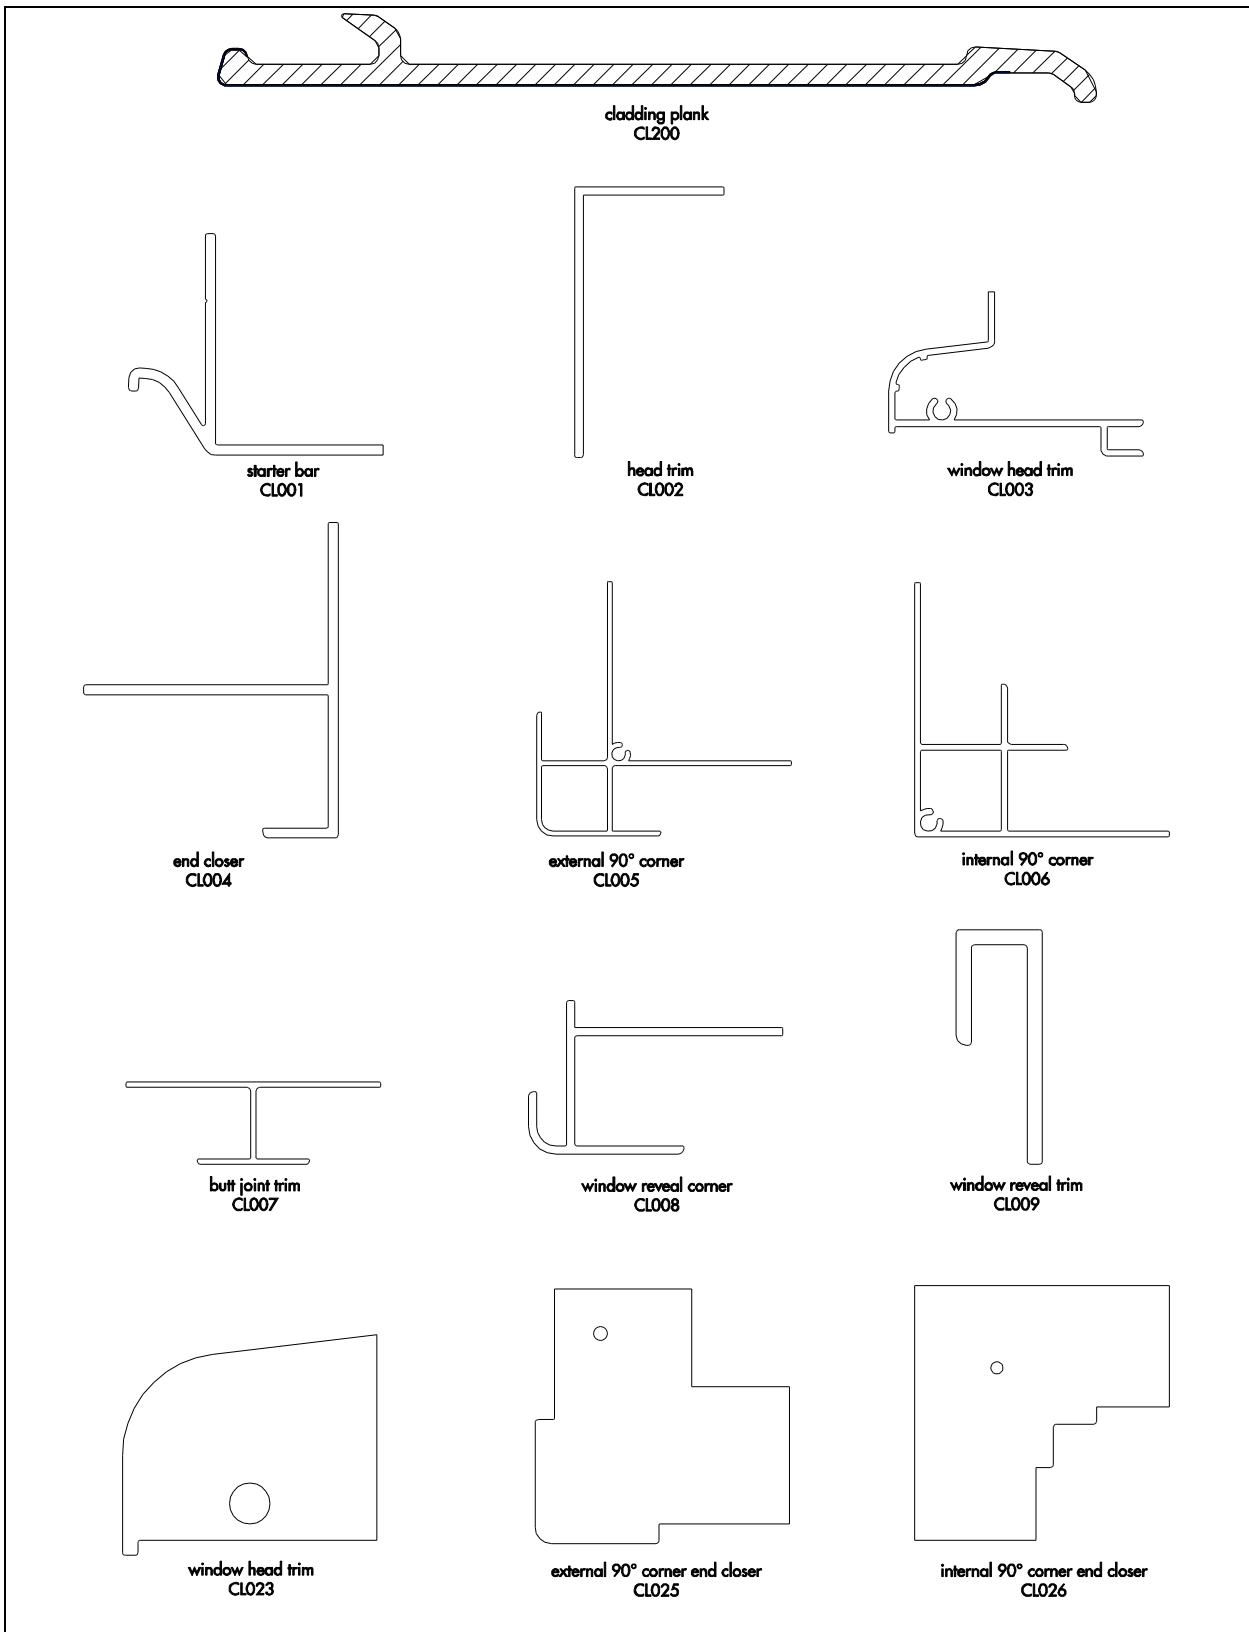 cladding plank
CL200
starter bar
CL001
head trim
CL002
window head trim
CL003
end closer
CL004
external 90° corner
CL005
internal 90° corner
CL006
butt joint trim
CL007
window reveal corner
CL008
window reveal trim
CL009
window head trim
CL023
external 90° corner end closer
CL025
internal 90° corner end closer
CL026